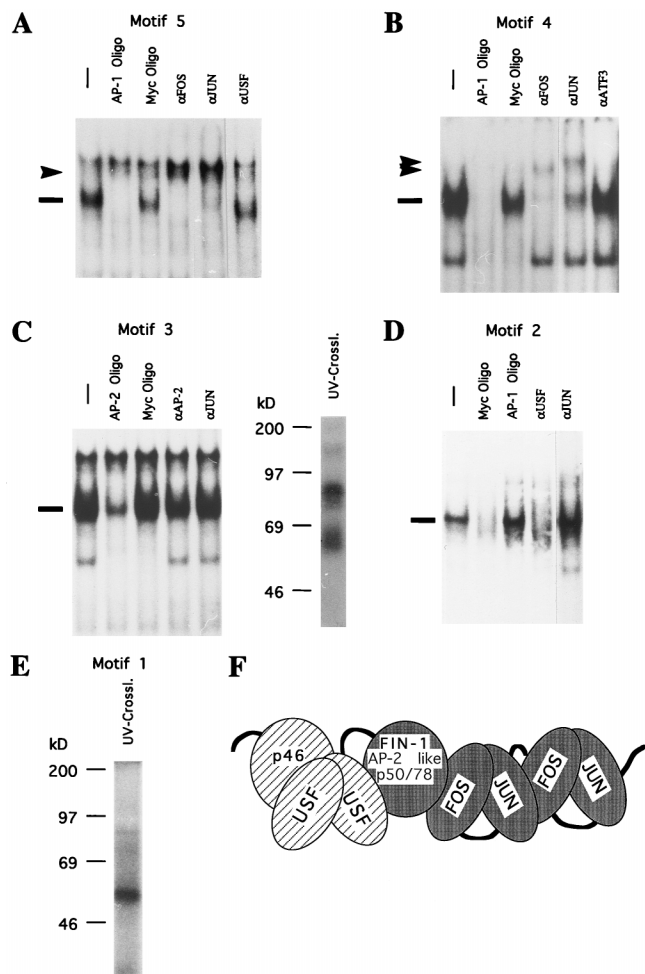 A
Motif 5
AP-1 Oligo
Myc Oligo
αFOS
αJUN
αUSF
B
Motif 4
AP-1 Oligo
Myc Oligo
αFOS
αJUN
αATF3
C
Motif 3
AP-2 Oligo
Myc Oligo
αAP-2
αJUN
UV-Crossl.
kD
200
97
69
46
D
Motif 2
Myc Oligo
AP-1 Oligo
αUSF
αJUN
E
Motif 1
UV-Crossl.
kD
200
97
69
46
F
p46
USF
USF
FIN-1
AP-2 like
p50/78
FOS
JUN
FOS
JUN